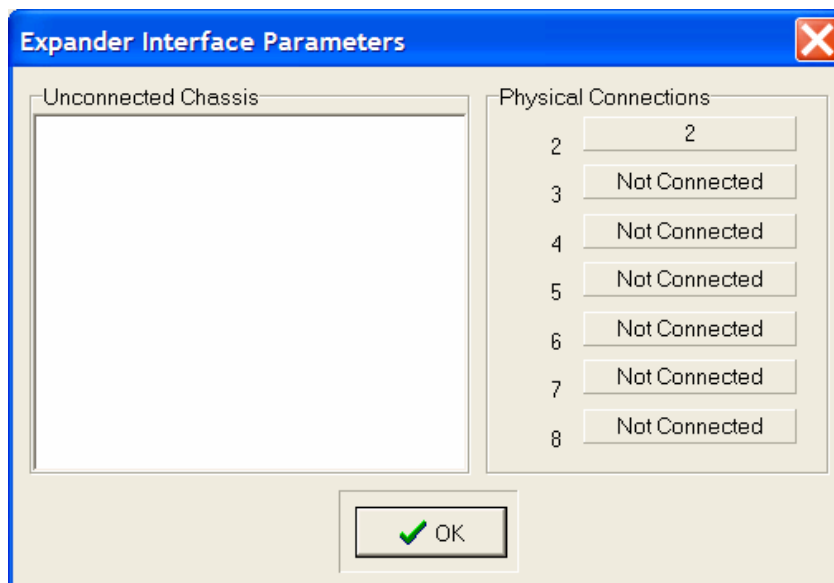 Expander Interface Parameters
Unconnected Chassis
Physical Connections
2 2
3 Not Connected
4 Not Connected
5 Not Connected
6 Not Connected
7 Not Connected
8 Not Connected
OK